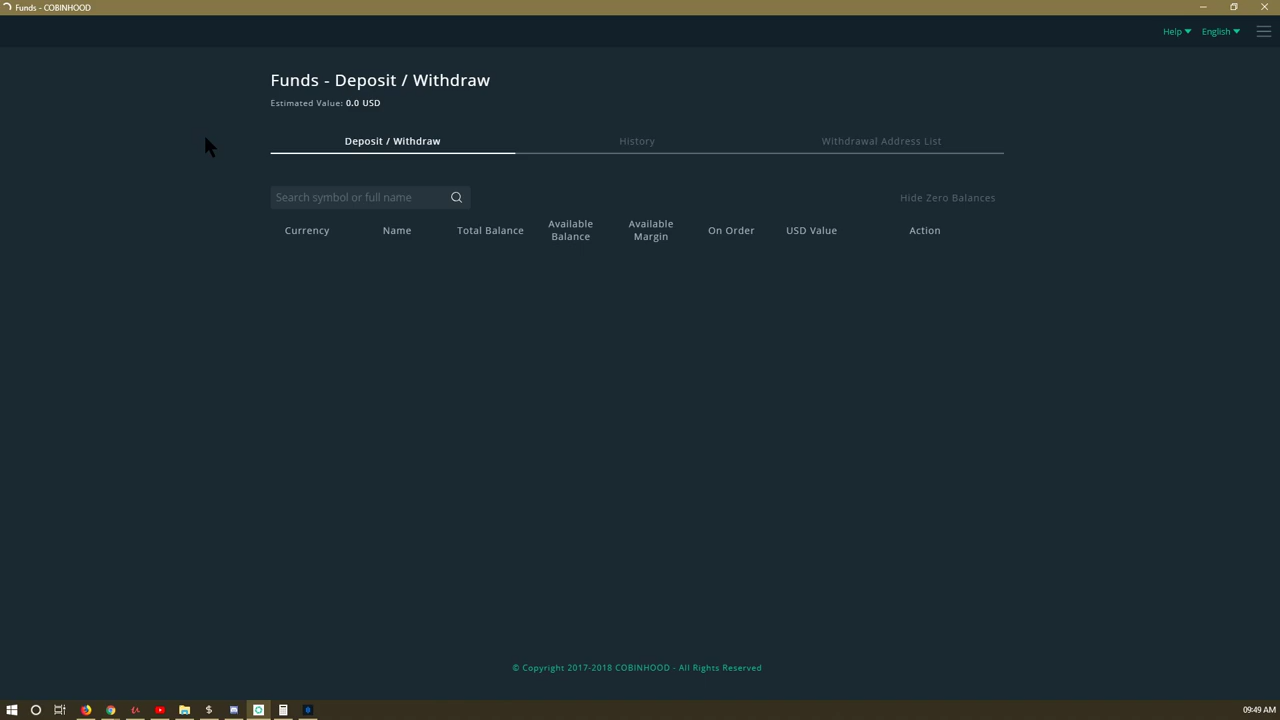 Funds - COBINHOOD
Help English
Funds - Deposit / Withdraw
Estimated Value: 0.0 USD
Deposit / Withdraw History Withdrawal Address List
Search symbol or full name Hide Zero Balances
Currency Name Total Balance Available Balance Available Margin On Order USD Value Action
© Copyright 2017-2018 COBINHOOD - All Rights Reserved
09:49 AM